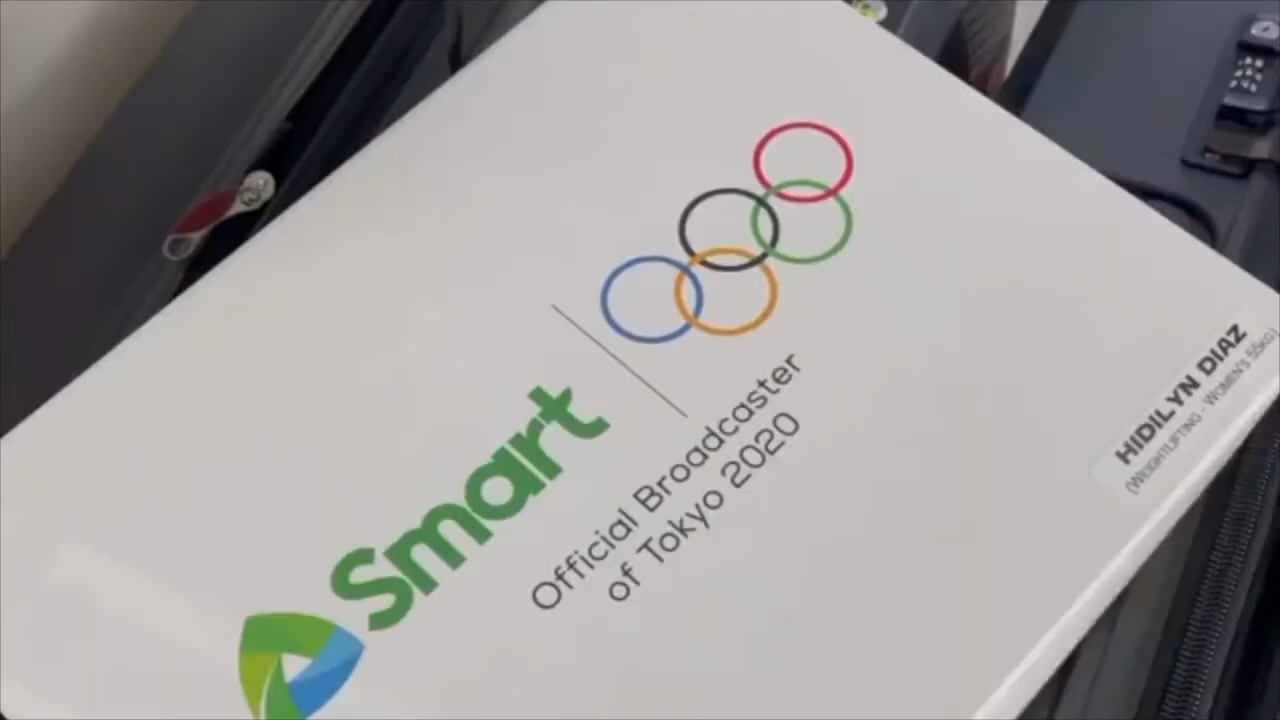 Smart
Official Broadcaster
of Tokyo 2020
HIDILYN DIAZ
(WEIGHTLIFTING - WOMEN'S 55KG)